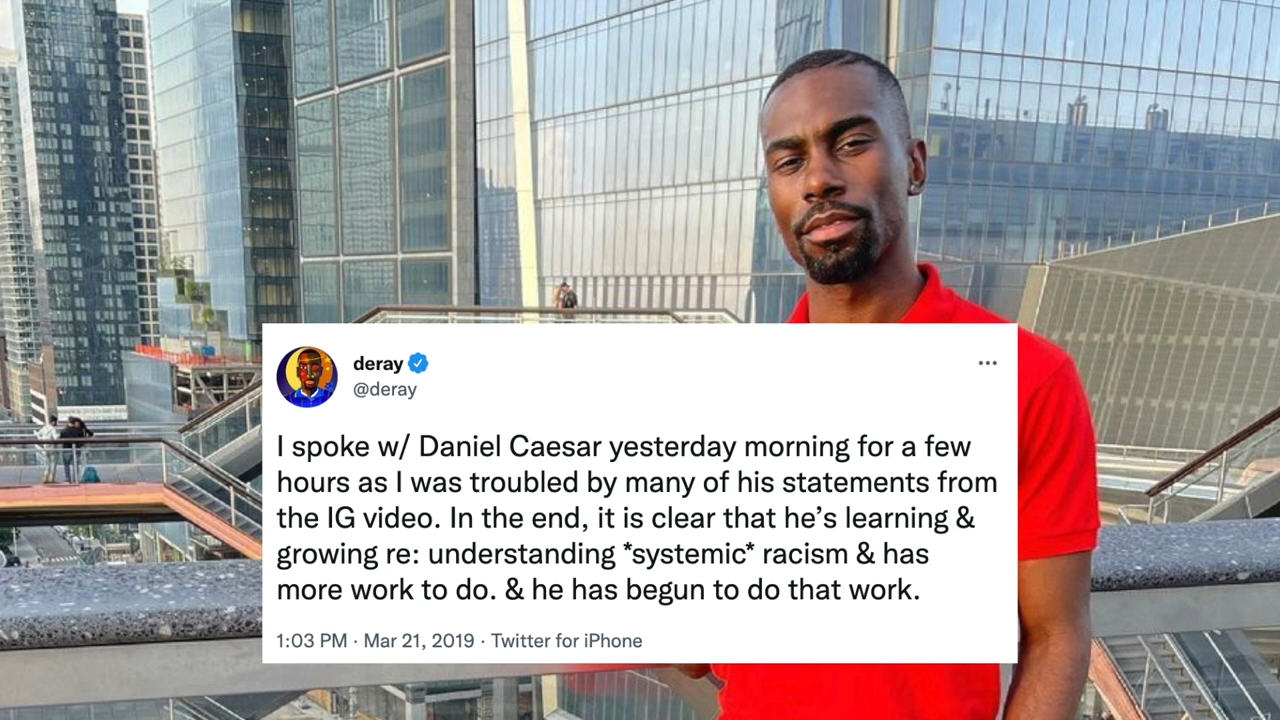 deray
@deray
I spoke w/ Daniel Caesar yesterday morning for a few
hours as I was troubled by many of his statements from
the IG video. In the end, it is clear that he’s learning &
growing re: understanding *systemic* racism & has
more work to do. & he has begun to do that work.
1:03 PM · Mar 21, 2019 · Twitter for iPhone